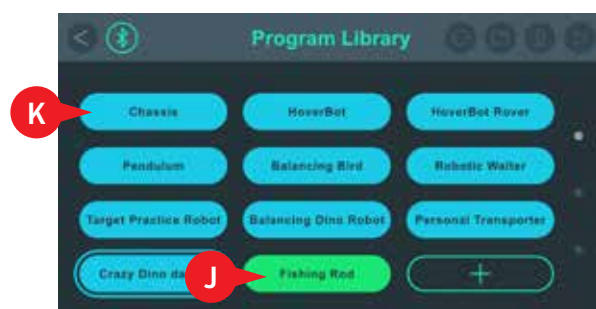 Program Library
K
Chassis HoverBot HoverBot Rover
Pendulum Balancing Bird Robotic Waiter
Target Practice Robot Balancing Dino Robot Personal Transporter
Crazy Dino da
J
Fishing Rod